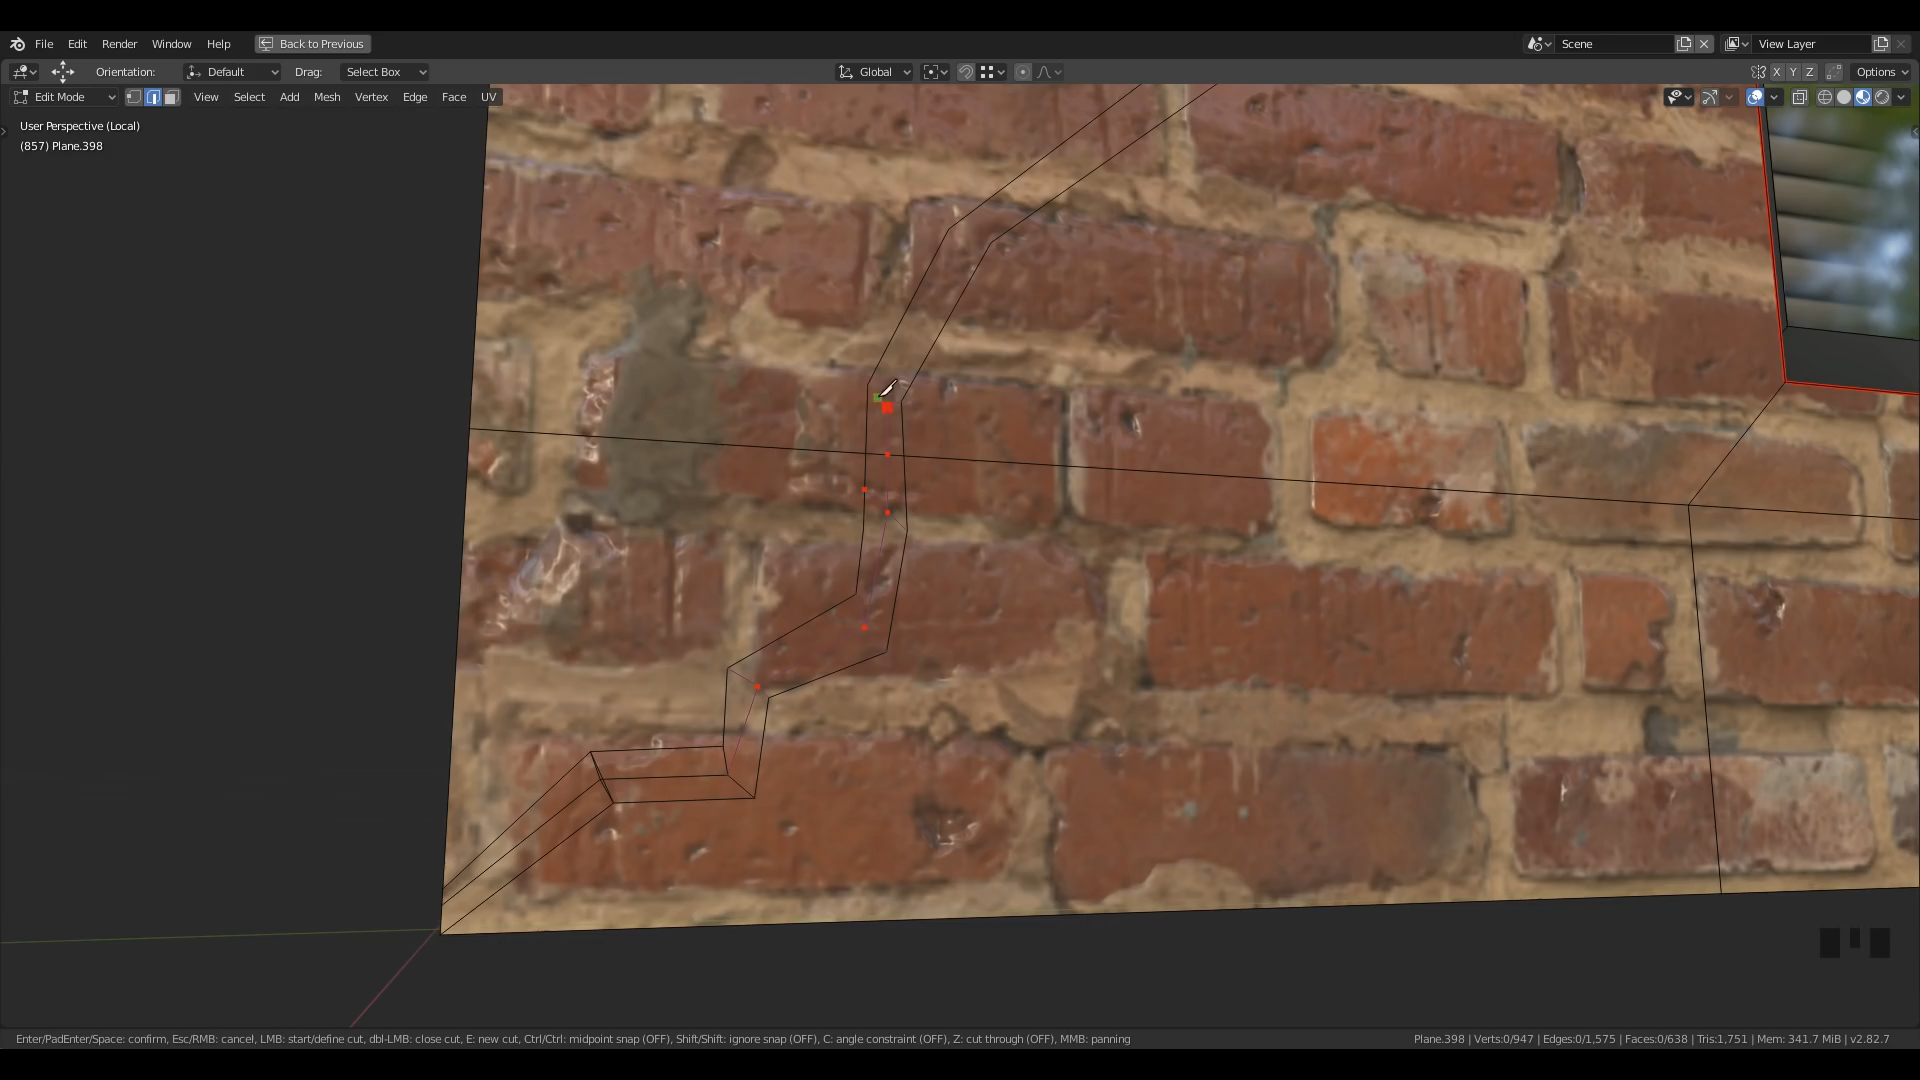 File Edit Render Window Help Back to Previous Scene View Layer
Orientation: Default Drag: Select Box Global X Y Z Options
Edit Mode View Select Add Mesh Vertex Edge Face UV
User Perspective (Local)
(857) Plane.398
Enter/PadEnter/Space: confirm, Esc/RMB: cancel, LMB: start/define cut, dbl-LMB: close cut, E: new cut, Ctrl/Ctrl: midpoint snap (OFF), Shift/Shift: ignore snap (OFF), C: angle constraint (OFF), Z: cut through (OFF), MMB: panning Plane.398 | Verts:0/947 | Edges:0/1,575 | Faces:0/638 | Tris:1,751 | Mem: 341.7 MiB | v2.82.7